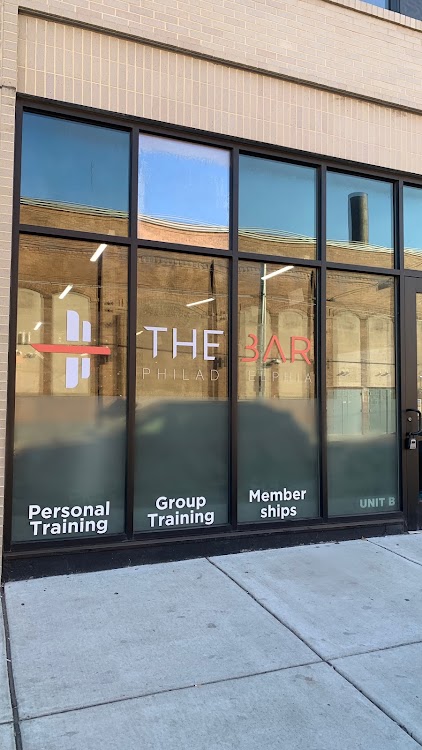 THE BAR
PHILADELPHIA
Personal
Training
Group
Training
Member
ships
UNIT B